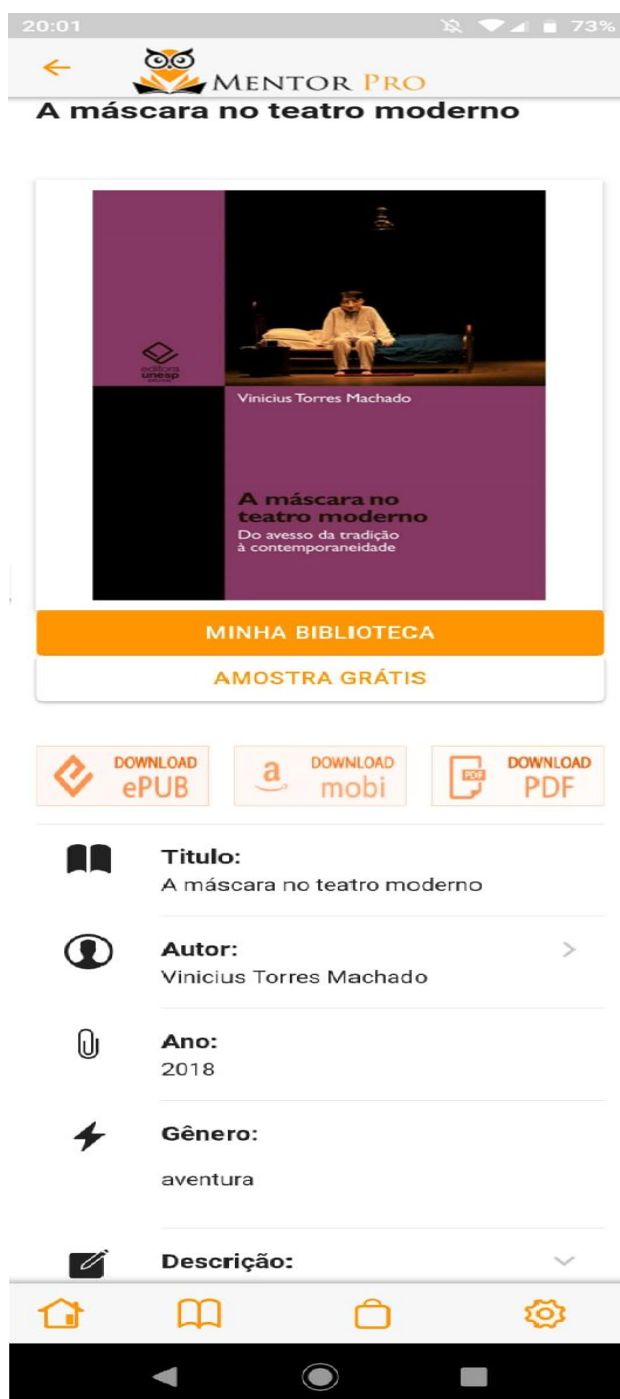 20:01
73%
MENTOR PRO
A máscara no teatro moderno
editora
unesp
Vinicius Torres Machado
A máscara no
teatro moderno
Do avesso da tradição
à contemporaneidade
MINHA BIBLIOTECA
AMOSTRA GRÁTIS
DOWNLOAD
ePUB
a
DOWNLOAD
mobi
PDF
DOWNLOAD
PDF
Titulo:
A máscara no teatro moderno
Autor:
Vinicius Torres Machado
Ano:
2018
Gênero:
aventura
Descrição: